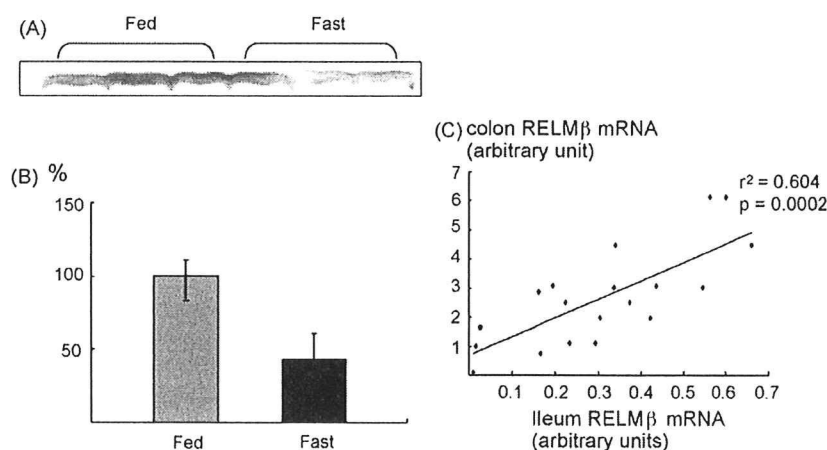 (A)
Fed
Fast
(B)
%
150
100
50
Fed
Fast
(C) colon RELMβ mRNA
(arbitrary unit)
7
6
5
4
3
2
1
r² = 0.604
p = 0.0002
0.1 0.2 0.3 0.4 0.5 0.6 0.7
Ileum RELMβ mRNA
(arbitrary units)